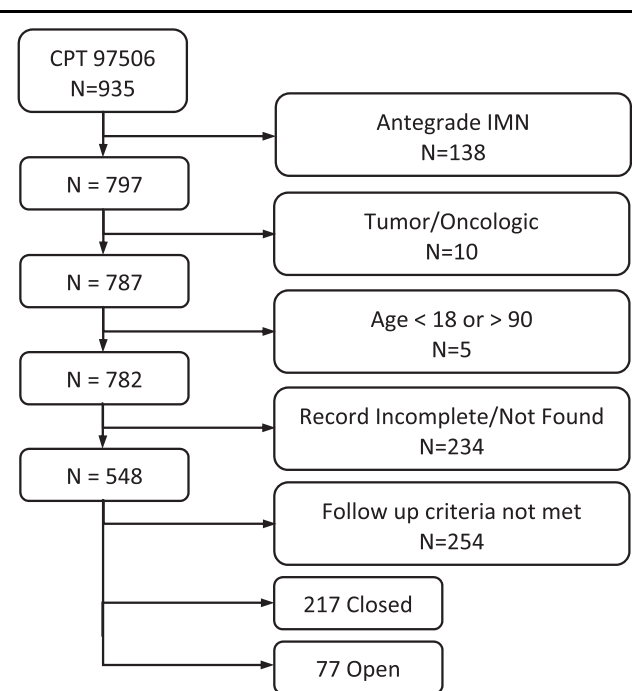 CPT 97506
N=935
Antegrade IMN
N=138
N = 797
Tumor/Oncologic
N=10
N = 787
Age < 18 or > 90
N=5
N = 782
Record Incomplete/Not Found
N=234
N = 548
Follow up criteria not met
N=254
217 Closed
77 Open